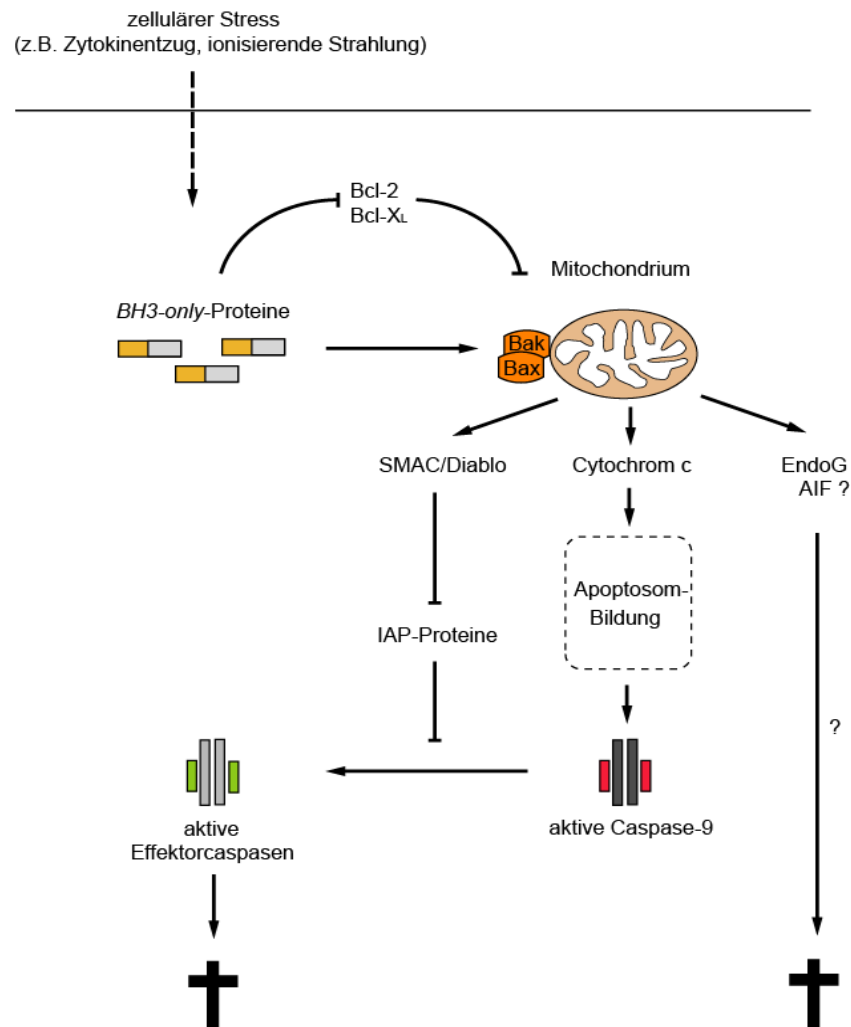 zellulärer Stress
(z.B. Zytokinentzug, ionisierende Strahlung)
Bcl-2
Bcl-XL
Mitochondrium
BH3-only-Proteine
Bak
Bax
SMAC/Diablo
Cytochrom c
EndoG
AIF ?
Apoptosom-
Bildung
IAP-Proteine
?
aktive
Effektorcaspasen
aktive Caspase-9